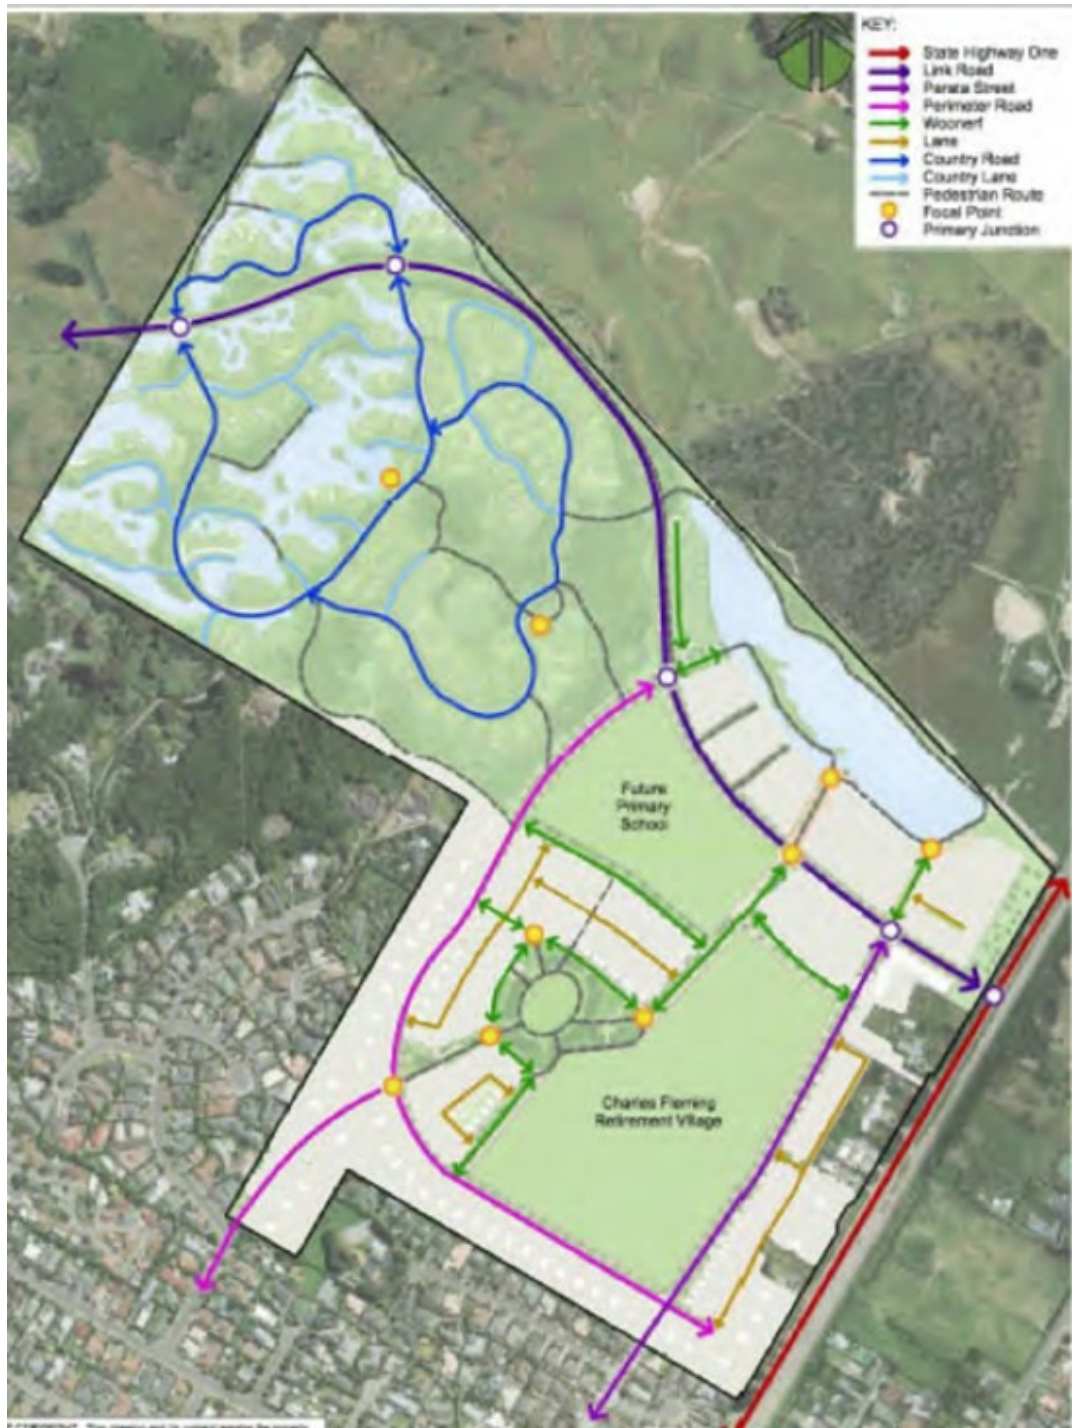 KEY:
State Highway One
Link Road
Parata Street
Perimeter Road
Woonerf
Lane
Country Road
Country Lane
Pedestrian Route
Focal Point
Primary Junction
Future
Primary
School
Charles Fleming
Retirement Village